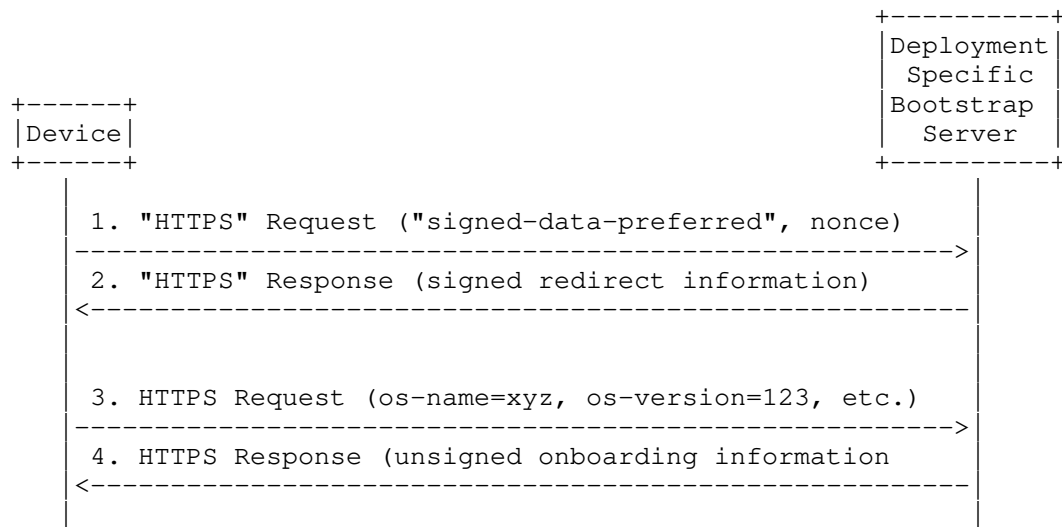 Deployment
Specific
Bootstrap
Server
Device
1. "HTTPS" Request ("signed-data-preferred", nonce)
2. "HTTPS" Response (signed redirect information)
3. HTTPS Request (os-name=xyz, os-version=123, etc.)
4. HTTPS Response (unsigned onboarding information